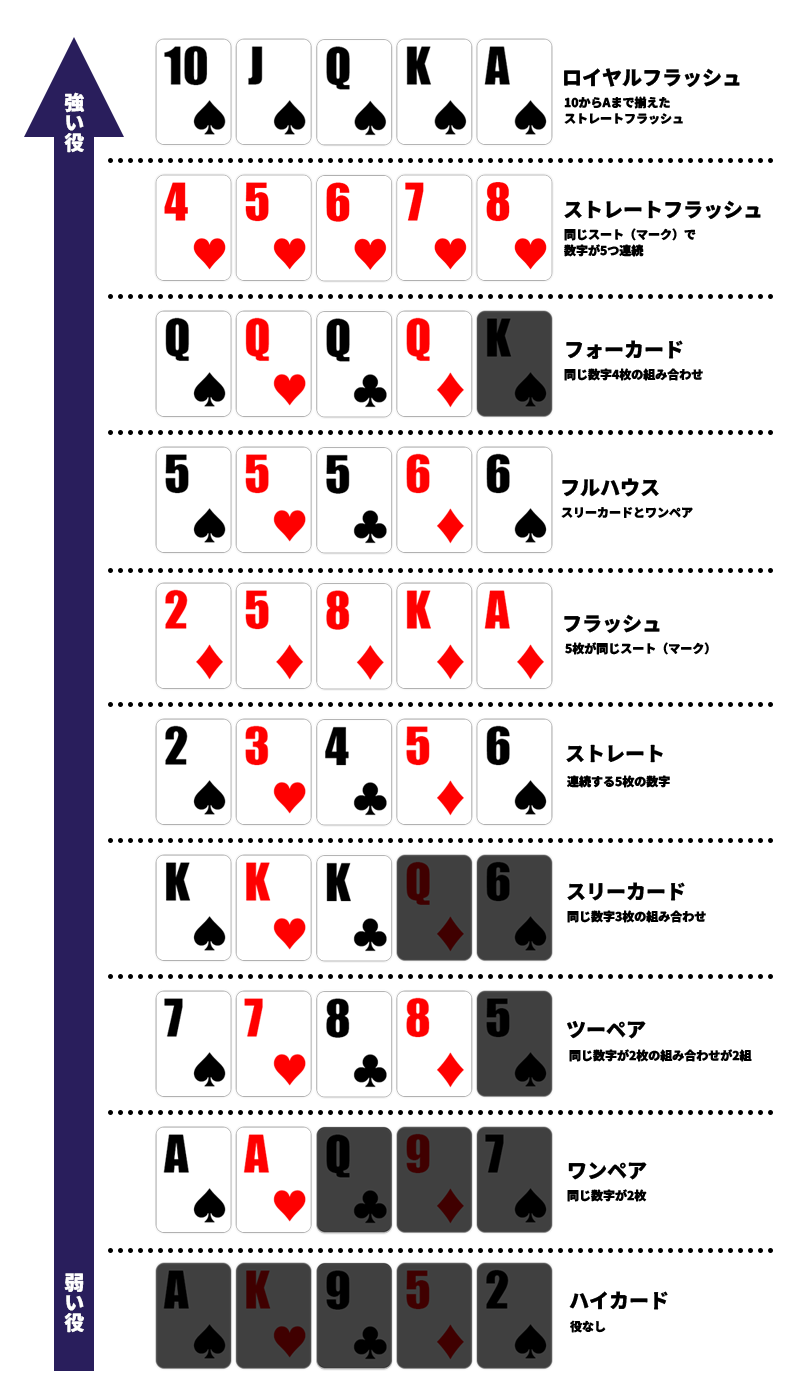 強い役
10 J Q K A
ロイヤルフラッシュ
10からAまで揃えた
ストレートフラッシュ
4 5 6 7 8
ストレートフラッシュ
同じスート（マーク）で
数字が5つ連続
Q Q Q Q K
フォーカード
同じ数字4枚の組み合わせ
5 5 5 6 6
フルハウス
スリーカードとワンペア
2 5 8 K A
フラッシュ
5枚が同じスート（マーク）
2 3 4 5 6
ストレート
連続する5枚の数字
K K K Q 6
スリーカード
同じ数字3枚の組み合わせ
7 7 8 8 5
ツーペア
同じ数字が2枚の組み合わせが2組
A A Q 9 7
ワンペア
同じ数字が2枚
弱い役
A K 9 5 2
ハイカード
役なし